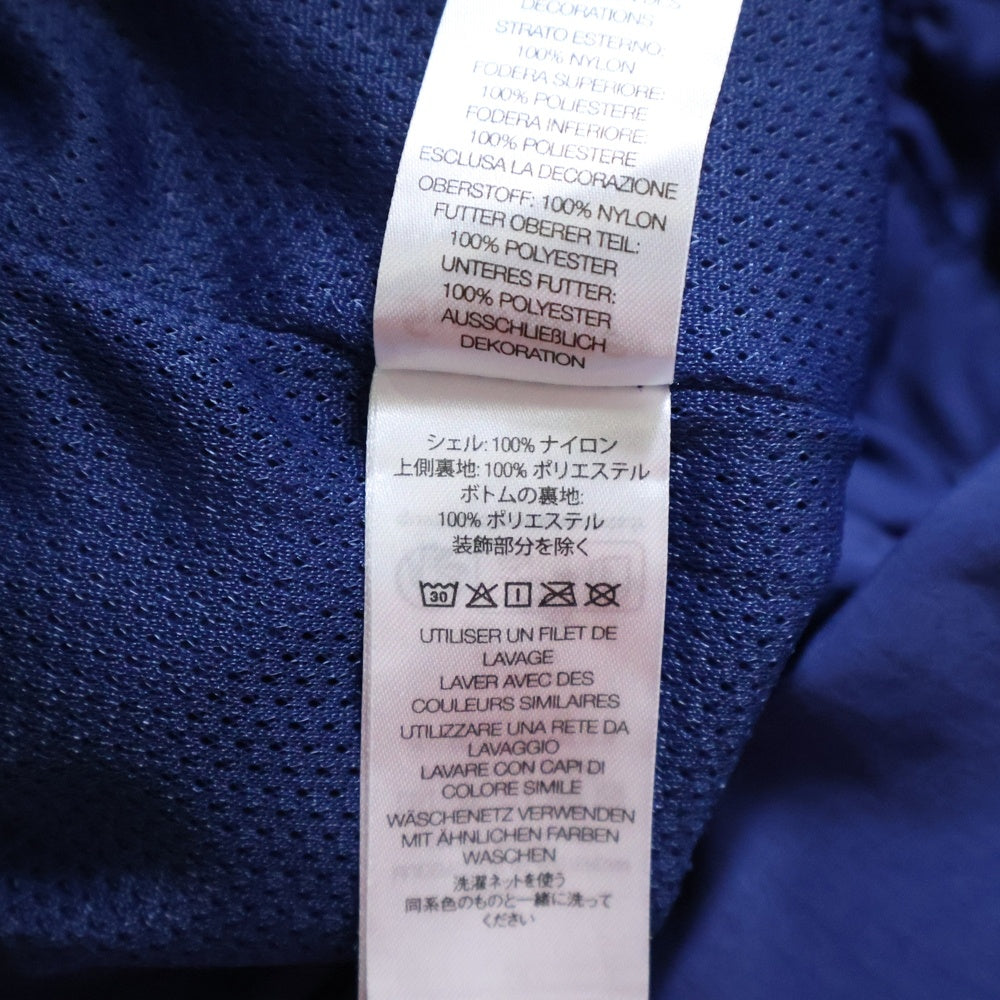 DECORATIONS
STRATO ESTERNO:
100% NYLON
FODERA SUPERIORE:
100% POLIESTERE
FODERA INFERIORE:
100% POLIESTERE
ESCLUSA LA DECORAZIONE
OBERSTOFF: 100% NYLON
FUTTER OBERER TEIL:
100% POLYESTER
UNTERES FUTTER:
100% POLYESTER
AUSSCHLIEßLICH
DEKORATION
シェル: 100% ナイロン
上側裏地: 100% ポリエステル
ボトムの裏地:
100% ポリエステル
装飾部分を除く
30
UTILISER UN FILET DE
LAVAGE
LAVER AVEC DES
COULEURS SIMILAIRES
UTILIZZARE UNA RETE DA
LAVAGGIO
LAVARE CON CAPI DI
COLORE SIMILE
WÄSCHENETZ VERWENDEN
MIT ÄHNLICHEN FARBEN
WASCHEN
洗濯ネットを使う
同系色のものと一緒に洗って
ください